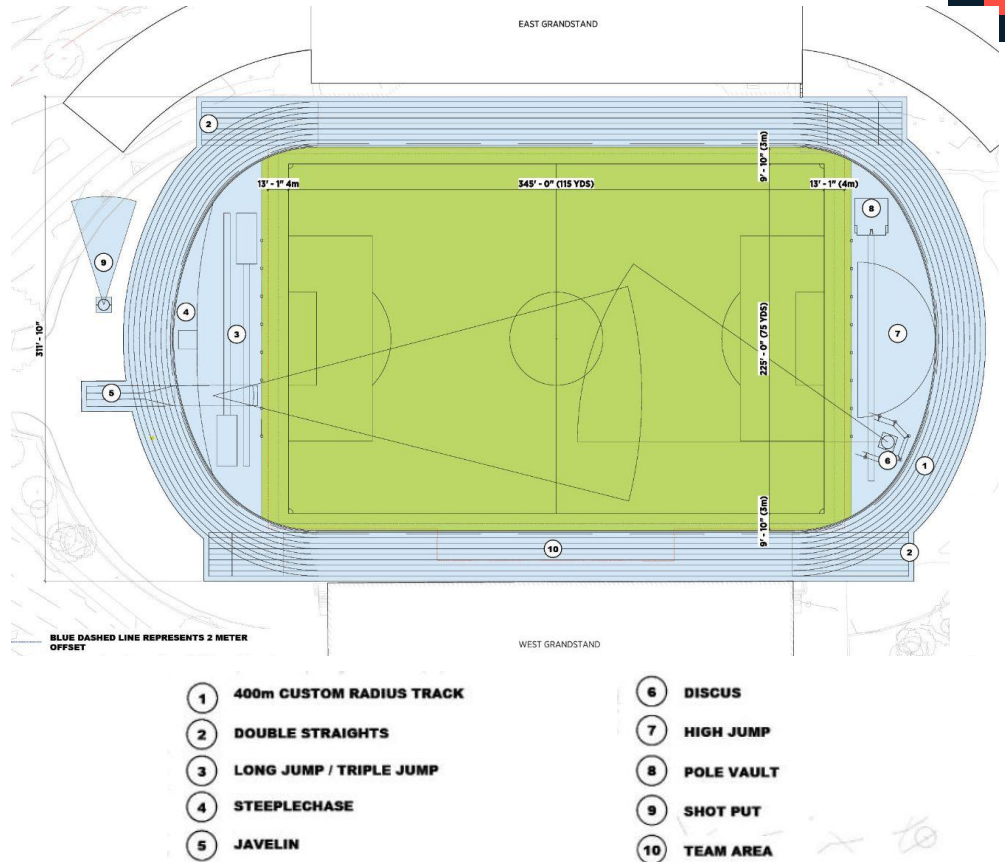 EAST GRANDSTAND
2
9' - 10" (3m)
13' - 1" 4m
345' - 0" (115 YDS)
13' - 1" (4m)
8
9
4
3
7
311' - 10"
225' - 0" (75 YDS)
5
6
1
9' - 10" (3m)
10
2
BLUE DASHED LINE REPRESENTS 2 METER
OFFSET
WEST GRANDSTAND
1 400m CUSTOM RADIUS TRACK
2 DOUBLE STRAIGHTS
3 LONG JUMP / TRIPLE JUMP
4 STEEPLECHASE
5 JAVELIN
6 DISCUS
7 HIGH JUMP
8 POLE VAULT
9 SHOT PUT
10 TEAM AREA